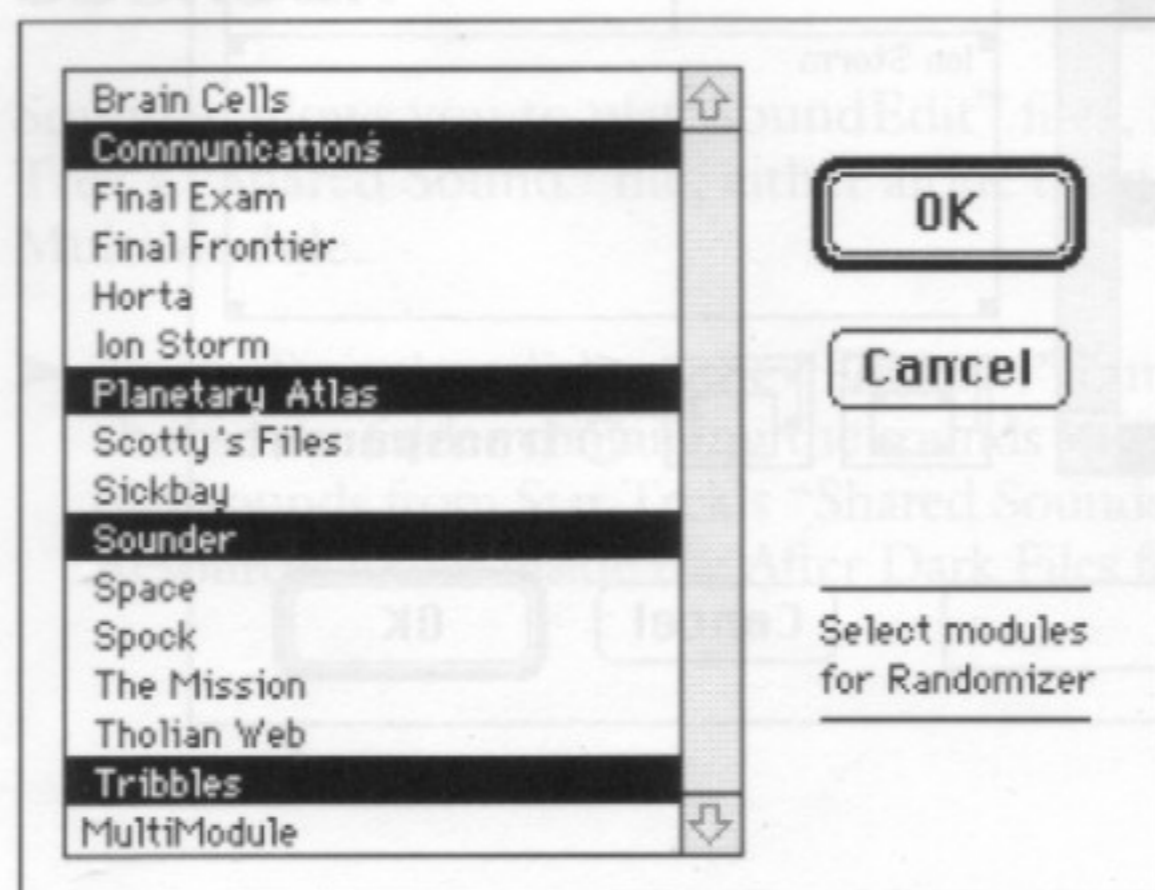 Brain Cells
Communications
Final Exam
Final Frontier
Horta
Ion Storm
Planetary Atlas
Scotty's Files
Sickbay
Sounder
Space
Spock
The Mission
Tholian Web
Tribbles
MultiModule
OK
Cancel
Select modules
for Randomizer